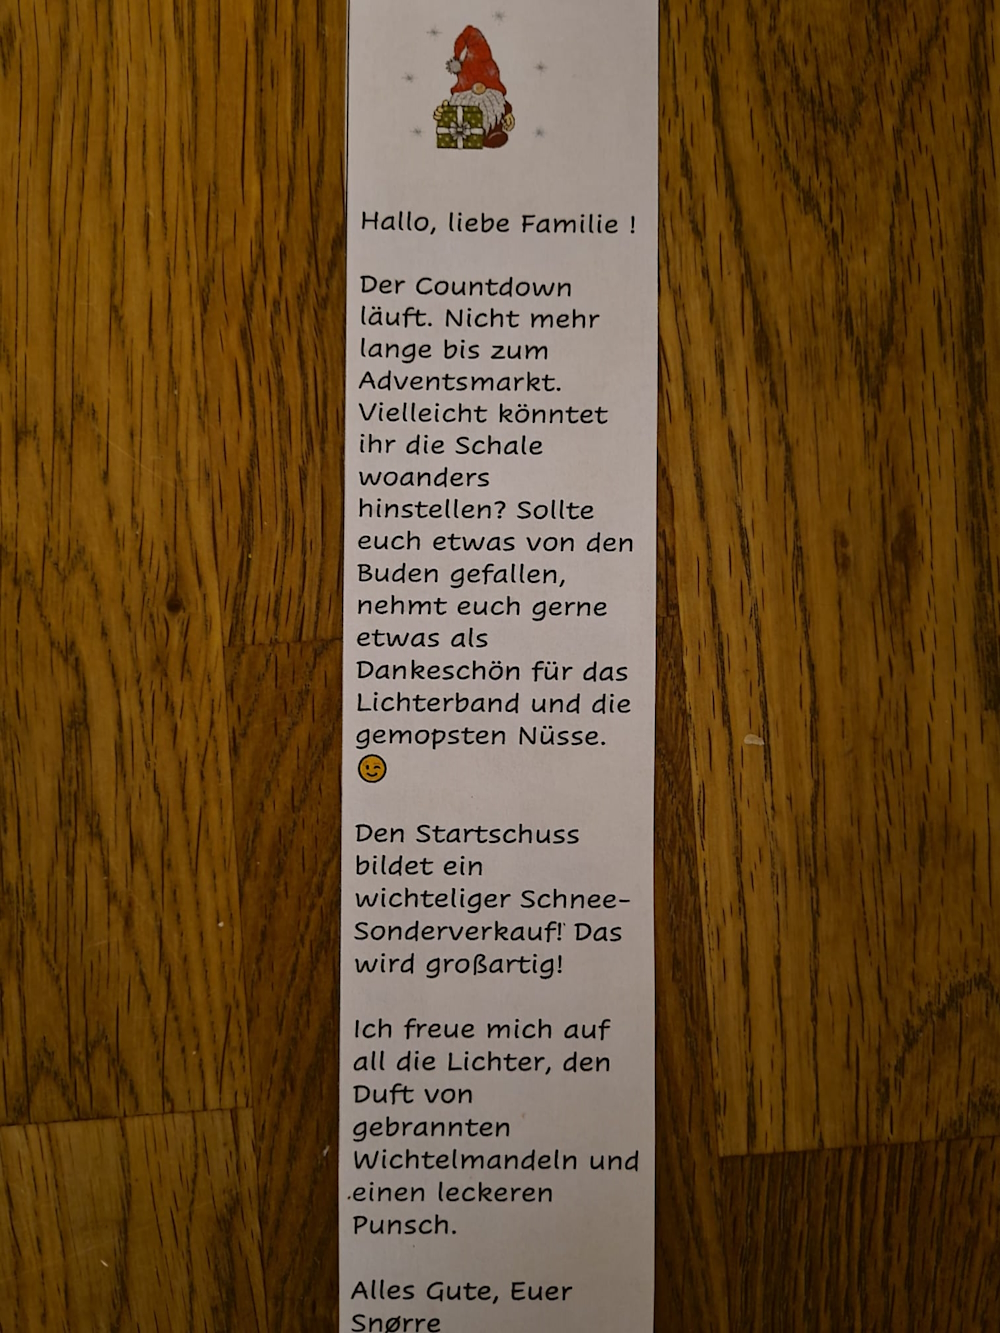 Hallo, liebe Familie !
Der Countdown
läuft. Nicht mehr
lange bis zum
Adventsmarkt.
Vielleicht könntet
ihr die Schale
woanders
hinstellen? Sollte
euch etwas von den
Buden gefallen,
nehmt euch gerne
etwas als
Dankeschön für das
Lichterband und die
gemopsten Nüsse.
😉
Den Startschuss
bildet ein
wichteliger Schnee-
Sonderverkauf! Das
wird großartig!
Ich freue mich auf
all die Lichter, den
Duft von
gebrannten
Wichtelmandeln und
einen leckeren
Punsch.
Alles Gute, Euer
Snørre